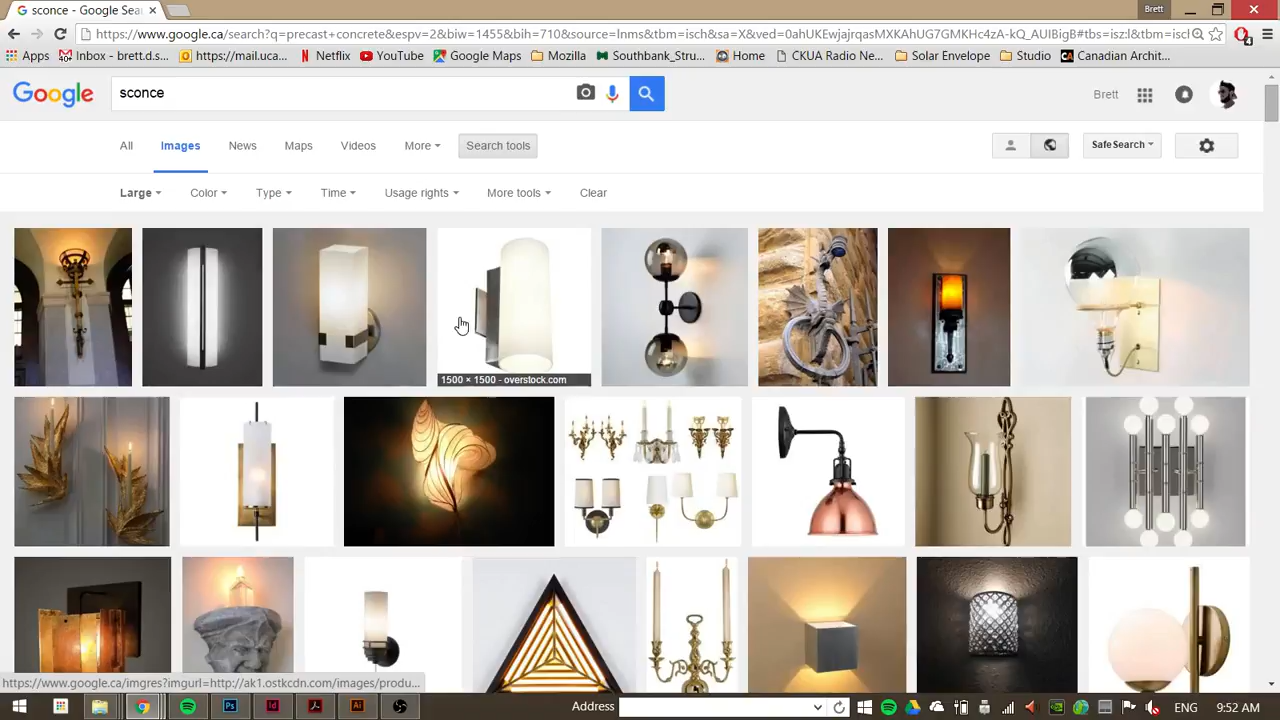 sconce - Google Sea
Brett
https://www.google.ca/search?q=precast+concrete&espv=2&biw=1455&bih=710&source=lnms&tbm=isch&sa=X&ved=0ahUKEwjajrqasMXKAhUG7GMKHc4zA-kQ_AUIBigB#tbs=isz:l&tbm=iscl
Apps
Inbox - brett.d.s...
https://mail.uca...
Netflix
YouTube
Google Maps
Mozilla
Southbank_Stru...
Home
CKUA Radio Ne...
Solar Envelope
Studio
Canadian Archit...
Google
sconce
Brett
All
Images
News
Maps
Videos
More
Search tools
SafeSearch
Large
Color
Type
Time
Usage rights
More tools
Clear
1500 × 1500 - overstock.com
https://www.google.ca/imgres?imgurl=http://ak1.ostkcdn.com/images/produ...
Address
ENG
9:52 AM